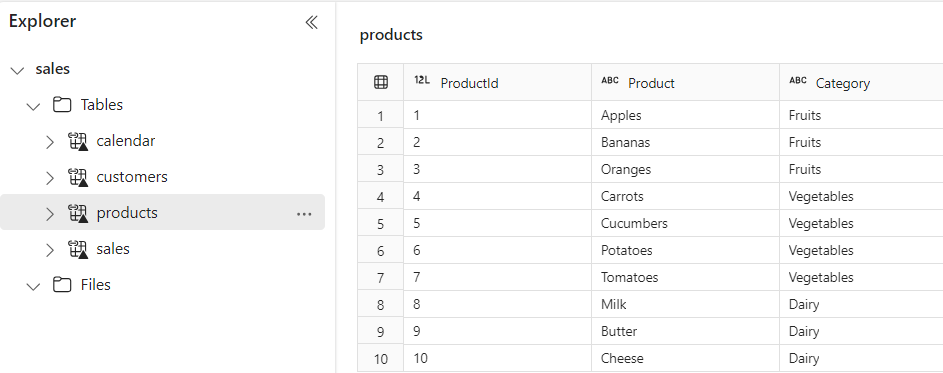 Explorer
sales
Tables
calendar
customers
products
sales
Files
products
12L ProductId ABC Product ABC Category
1 1 Apples Fruits
2 2 Bananas Fruits
3 3 Oranges Fruits
4 4 Carrots Vegetables
5 5 Cucumbers Vegetables
6 6 Potatoes Vegetables
7 7 Tomatoes Vegetables
8 8 Milk Dairy
9 9 Butter Dairy
10 10 Cheese Dairy